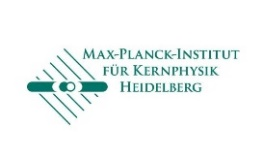 MAX-PLANCK-INSTITUT
FÜR KERNPHYSIK
HEIDELBERG